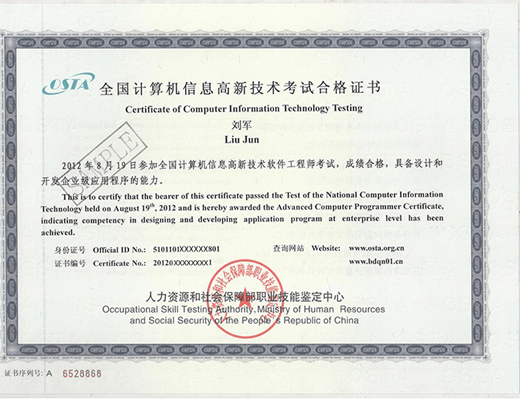 OSTA 全国计算机信息高新技术考试合格证书
Certificate of Computer Information Technology Testing
刘军
Liu Jun
SAMPLE
2012年8月19日参加全国计算机信息高新技术软件工程师考试，成绩合格，具备设计和
开发企业级应用程序的能力。
This is to certify that the bearer of this certificate passed the Test of the National Computer Information
Technology held on August 19th, 2012 and is hereby awarded the Advanced Computer Programmer Certificate,
indicating competency in designing and developing application program at enterprise level has been
achieved.
身份证号 Official ID No.: 510110IXXXXXXX801
查询网站 Website: www.osta.org.cn
证书编号 Certificate No.: 20120XXXXXXXX1
www.bdqn01.cn
人力资源和社会保障部职业技能鉴定中心
Occupational Skill Testing Authority, Ministry of Human Resources
and Social Security of the People's Republic of China
证书序列号: A 6528868